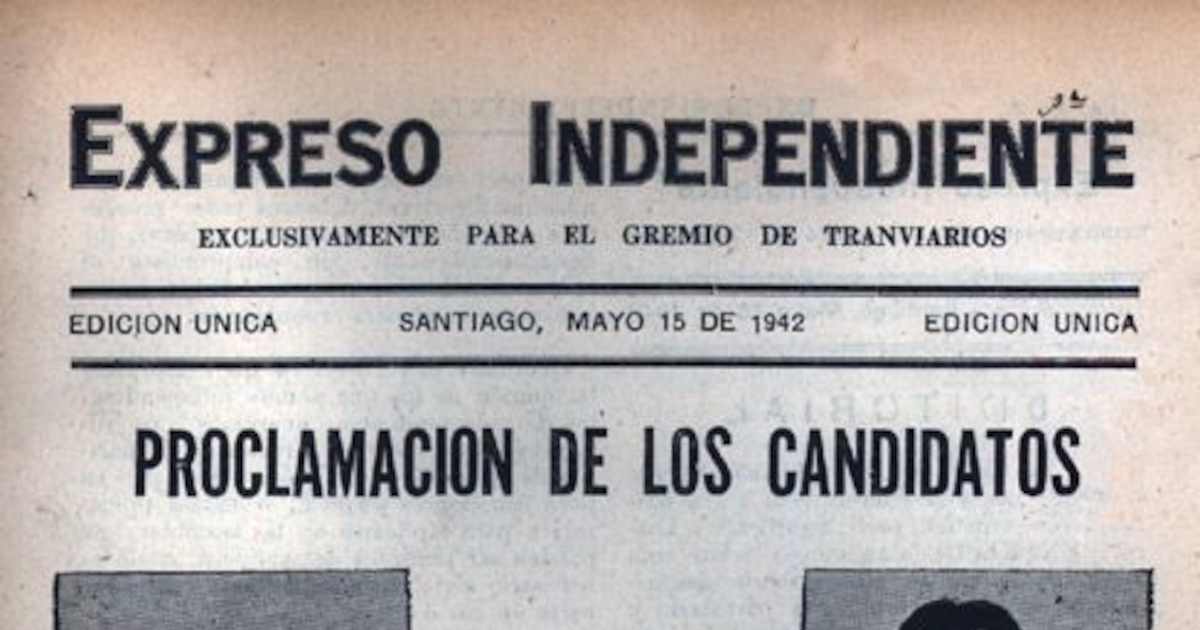 EXPRESO INDEPENDIENTE
EXCLUSIVAMENTE PARA EL GREMIO DE TRANVIARIOS
EDICION UNICA SANTIAGO, MAYO 15 DE 1942 EDICION UNICA
PROCLAMACION DE LOS CANDIDATOS